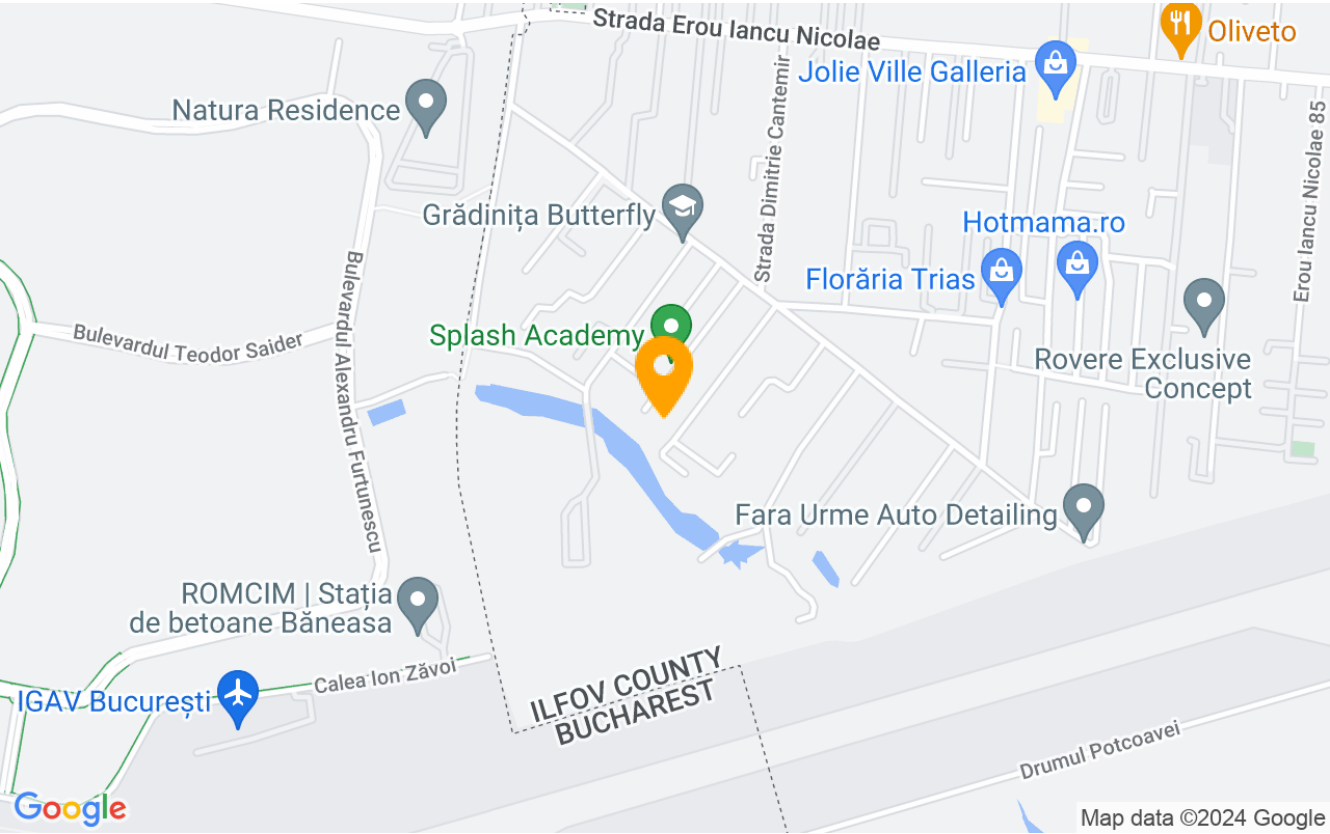 Strada Erou Iancu Nicolae
Oliveto
Jolie Ville Galleria
Natura Residence
Strada Dimitrie Cantemir
Erou Iancu Nicolae 85
Grădinița Butterfly
Hotmama.ro
Florăria Trias
Bulevardul Alexandru Furtunescu
Bulevardul Teodor Saider
Splash Academy
Rovere Exclusive
Concept
Fara Urme Auto Detailing
ROMCIM | Stația
de betoane Băneasa
Calea Ion Zăvoi
IGAV București
ILFOV COUNTY
BUCHAREST
Drumul Potcoavei
Google
Map data ©2024 Google